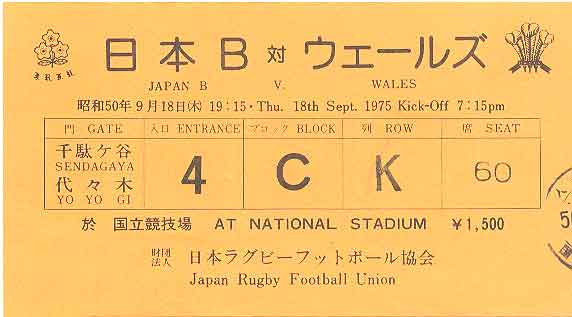 日本B 対 ウェールズ
JAPAN B V. WALES
昭和50年9月18日(木) 19:15・Thu. 18th Sept. 1975 Kick-Off 7:15pm
門 GATE 入口 ENTRANCE ブロック BLOCK 列 ROW 席 SEAT
千駄ケ谷
SENDAGAYA
代々木
YO YO GI
4 C K 60
於 国立競技場 AT NATIONAL STADIUM ¥1,500
財団法人 日本ラグビーフットボール協会
Japan Rugby Football Union